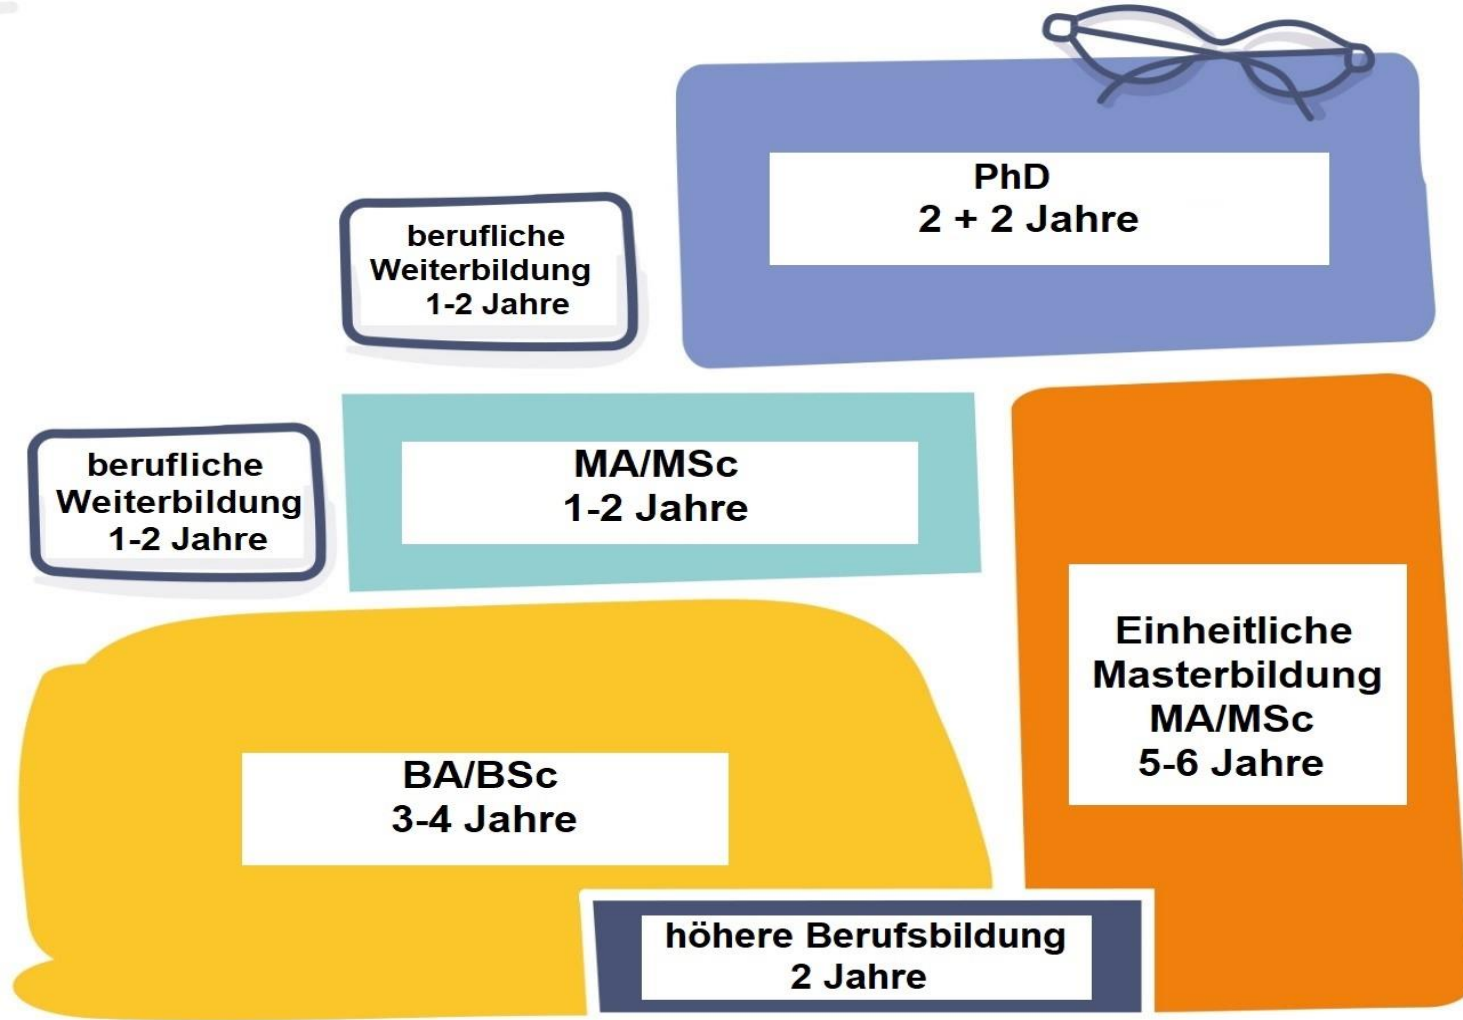 PhD
2 + 2 Jahre
berufliche
Weiterbildung
1-2 Jahre
berufliche
Weiterbildung
1-2 Jahre
MA/MSc
1-2 Jahre
Einheitliche
Masterbildung
MA/MSc
5-6 Jahre
BA/BSc
3-4 Jahre
höhere Berufsbildung
2 Jahre